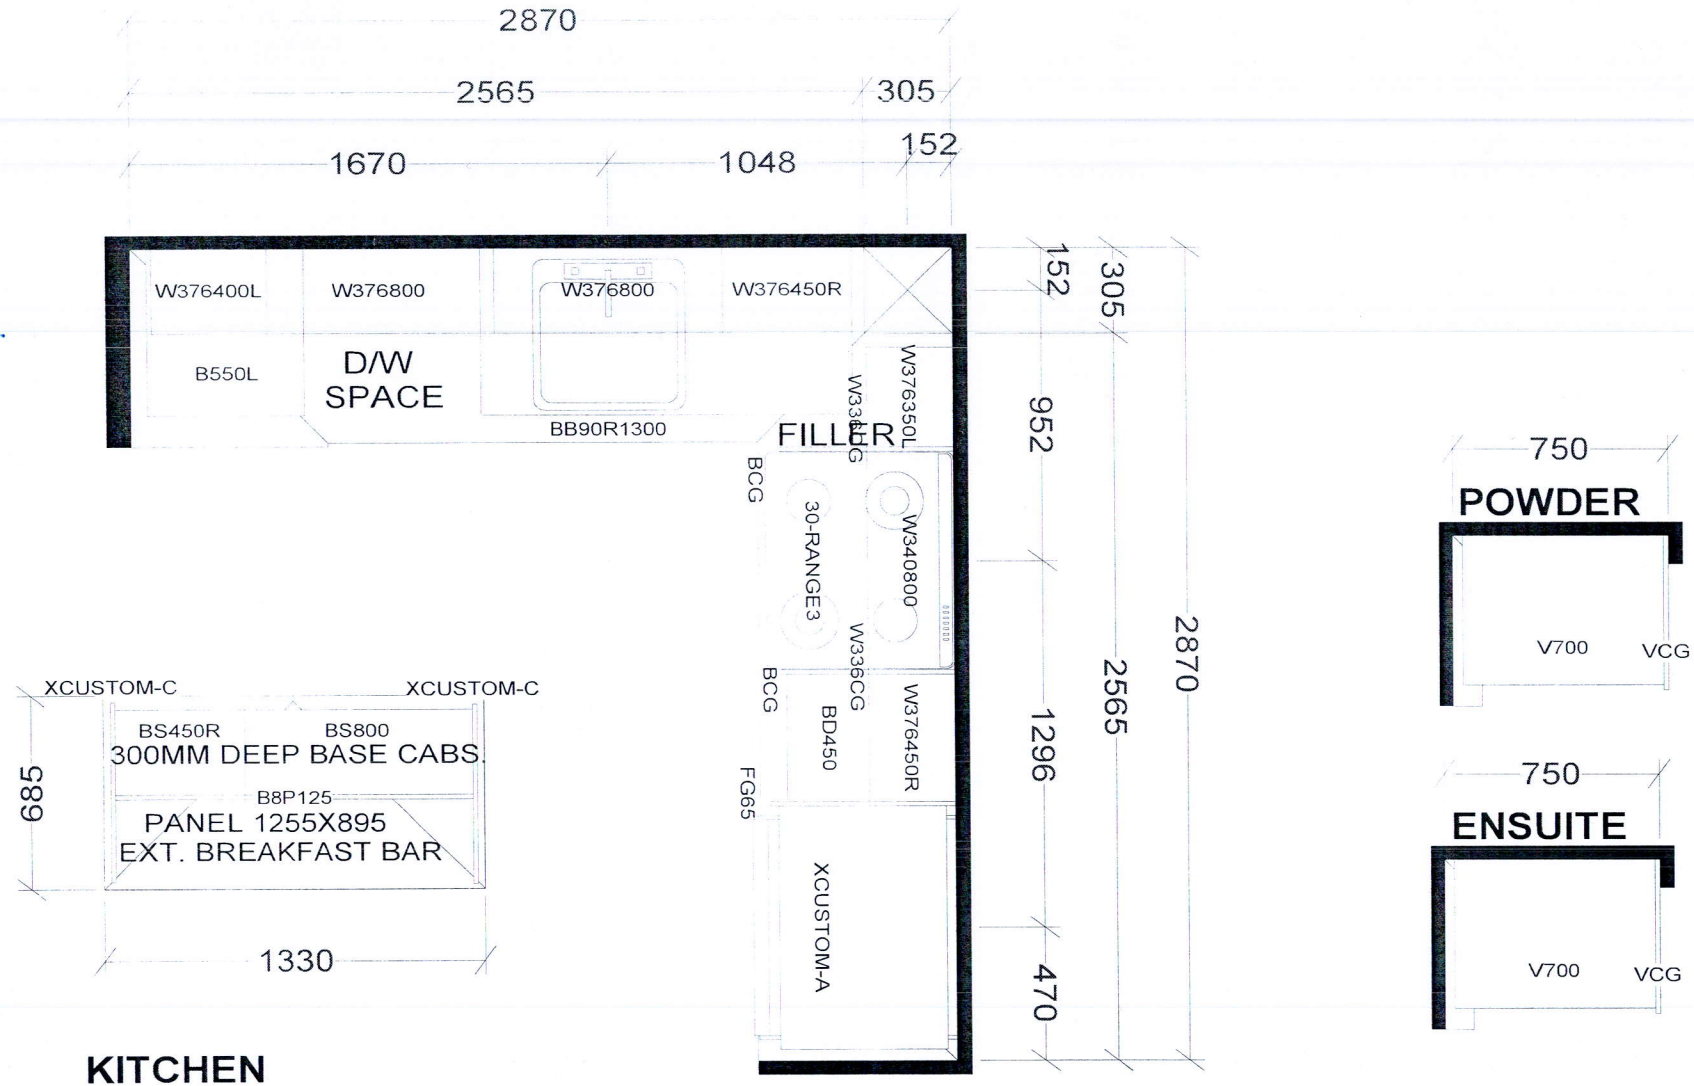 2870
2565
305
152
1670
1048
W376400L
W376800
W376800
W376450R
B550L
D/W
SPACE
BB90R1300
FILLER
W376350L
BCG
30-RANGE3
W340800
W336CG
BCG
BD450
W376450R
FG65
XCUSTOM-A
152
305
952
1296
470
2565
2870
XCUSTOM-C
XCUSTOM-C
BS450R
BS800
300MM DEEP BASE CABS.
B8P125
PANEL 1255X895
EXT. BREAKFAST BAR
685
1330
KITCHEN
750
POWDER
V700
VCG
750
ENSUITE
V700
VCG